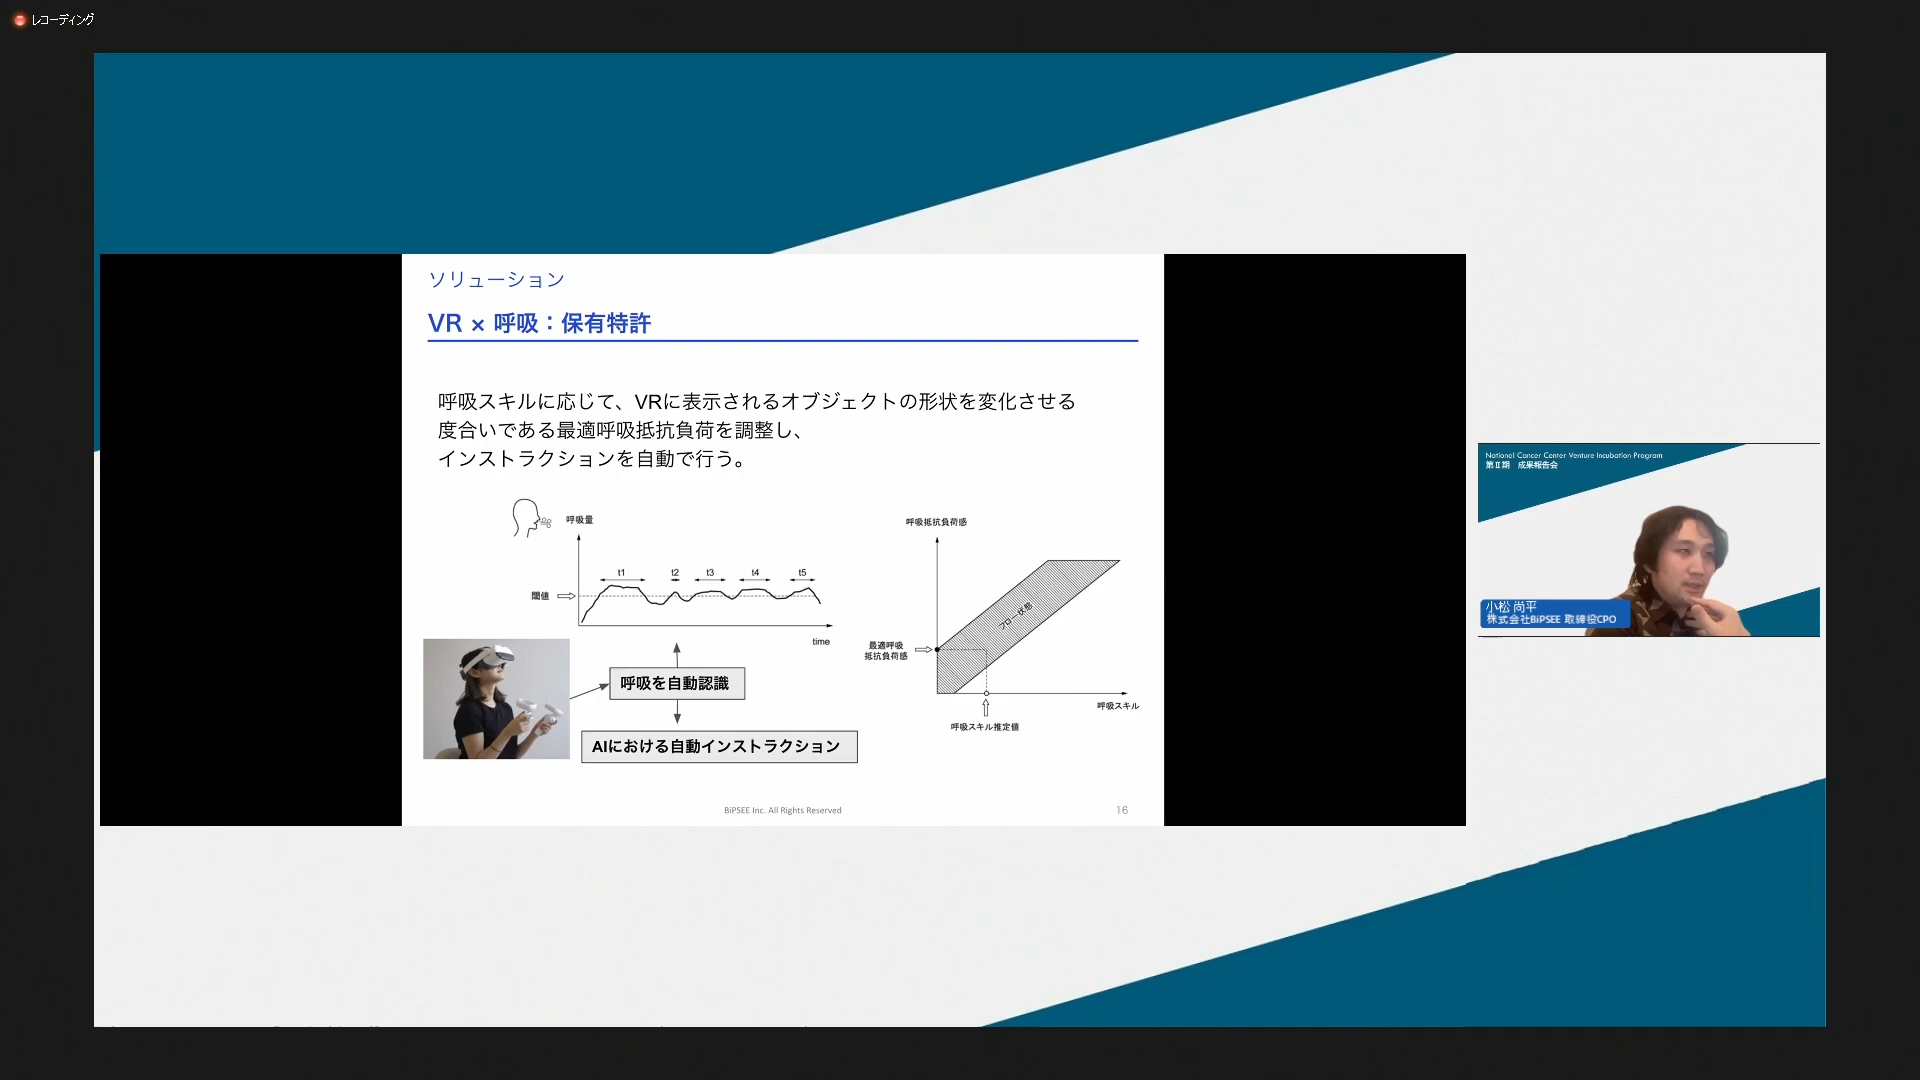 レコーディング
ソリューション
VR × 呼吸：保有特許
呼吸スキルに応じて、VRに表示されるオブジェクトの形状を変化させる
度合いである最適呼吸抵抗負荷を調整し、
インストラクションを自動で行う。
呼吸量
t1 t2 t3 t4 t5
閾値
time
呼吸を自動認識
AIにおける自動インストラクション
呼吸抵抗負荷感
フロー状態
最適呼吸
抵抗負荷感
呼吸スキル
呼吸スキル推定値
BiPSEE Inc. All Rights Reserved
16
National Cancer Center Venture Incubation Program
第Ⅱ期 成果報告会
小松 尚平
株式会社BiPSEE 取締役CPO